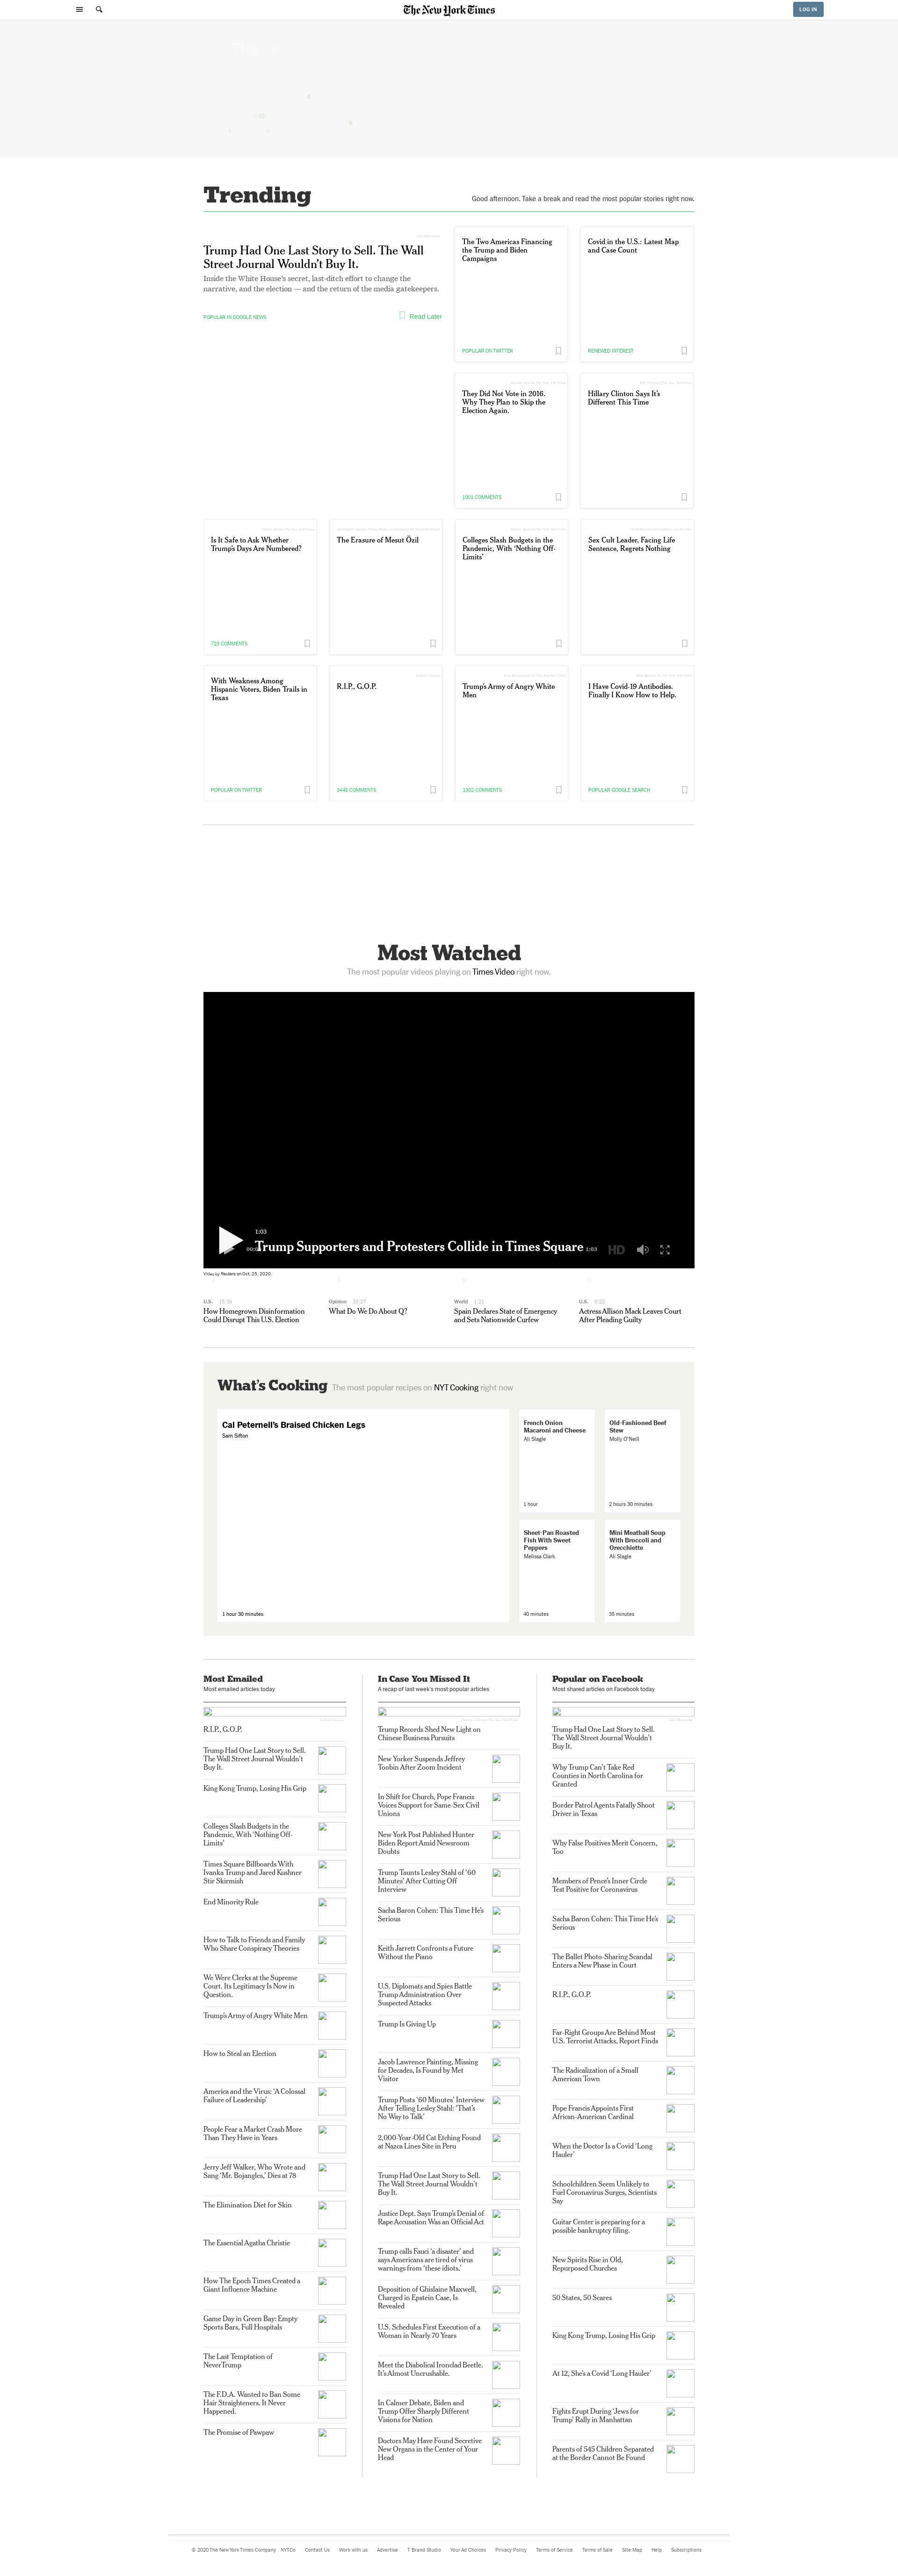 The New York Times
LOG IN
Trending
Good afternoon. Take a break and read the most popular stories right now.
Trump Had One Last Story to Sell. The Wall
Street Journal Wouldn't Buy It.
Inside the White House's secret, last-ditch effort to change the
narrative, and the election — and the return of the media gatekeepers.
POPULAR IN GOOGLE NEWS
Read Later
The Two Americas Financing
the Trump and Biden
Campaigns
POPULAR ON TWITTER
Covid in the U.S.: Latest Map
and Case Count
RENEWED INTEREST
They Did Not Vote in 2016.
Why They Plan to Skip the
Election Again.
1001 COMMENTS
Hillary Clinton Says It's
Different This Time
Is It Safe to Ask Whether
Trump's Days Are Numbered?
723 COMMENTS
The Erasure of Mesut Özil
Colleges Slash Budgets in the
Pandemic, With 'Nothing Off-
Limits'
Sex Cult Leader, Facing Life
Sentence, Regrets Nothing
With Weakness Among
Hispanic Voters, Biden Trails in
Texas
POPULAR ON TWITTER
R.I.P., G.O.P.
3440 COMMENTS
Trump's Army of Angry White
Men
1302 COMMENTS
I Have Covid-19 Antibodies.
Finally I Know How to Help.
POPULAR GOOGLE SEARCH
Most Watched
The most popular videos playing on Times Video right now.
1:03
Trump Supporters and Protesters Collide in Times Square
1:03
HD
Video by Reuters on Oct. 25, 2020.
U.S.
How Homegrown Disinformation
Could Disrupt This U.S. Election
Opinion
What Do We Do About Q?
World 1:21
Spain Declares State of Emergency
and Sets Nationwide Curfew
U.S. 0:22
Actress Allison Mack Leaves Court
After Pleading Guilty
What's Cooking The most popular recipes on NYT Cooking right now
Cal Peternell's Braised Chicken Legs
Sam Sifton
1 hour 30 minutes
French Onion
Macaroni and Cheese
Ali Slagle
1 hour
Old-Fashioned Beef
Stew
Molly O'Neill
2 hours 30 minutes
Sheet-Pan Roasted
Fish With Sweet
Peppers
Melissa Clark
40 minutes
Mini Meatball Soup
With Broccoli and
Orecchiette
Ali Slagle
35 minutes
Most Emailed
Most emailed articles today
R.I.P., G.O.P.
Trump Had One Last Story to Sell.
The Wall Street Journal Wouldn't
Buy It.
King Kong Trump, Losing His Grip
Colleges Slash Budgets in the
Pandemic, With 'Nothing Off-
Limits'
Times Square Billboards With
Ivanka Trump and Jared Kushner
Stir Skirmish
End Minority Rule
How to Talk to Friends and Family
Who Share Conspiracy Theories
We Were Clerks at the Supreme
Court. Its Legitimacy Is Now in
Question.
Trump's Army of Angry White Men
How to Steal an Election
America and the Virus: 'A Colossal
Failure of Leadership'
People Fear a Market Crash More
Than They Have in Years
Jerry Jeff Walker, Who Wrote and
Sang 'Mr. Bojangles,' Dies at 78
The Elimination Diet for Skin
The Essential Agatha Christie
How The Epoch Times Created a
Giant Influence Machine
Game Day in Green Bay: Empty
Sports Bars, Full Hospitals
The Last Temptation of
NeverTrump
The F.D.A. Wanted to Ban Some
Hair Straighteners. It Never
Happened.
The Promise of Pawpaw
In Case You Missed It
A recap of last week's most popular articles
Trump Records Shed New Light on
Chinese Business Pursuits
New Yorker Suspends Jeffrey
Toobin After Zoom Incident
In Shift for Church, Pope Francis
Voices Support for Same-Sex Civil
Unions
New York Post Published Hunter
Biden Report Amid Newsroom
Doubts
Trump Taunts Lesley Stahl of '60
Minutes' After Cutting Off
Interview
Sacha Baron Cohen: This Time He's
Serious
Keith Jarrett Confronts a Future
Without the Piano
U.S. Diplomats and Spies Battle
Trump Administration Over
Suspected Attacks
Trump Is Giving Up
Jacob Lawrence Painting, Missing
for Decades, Is Found by Met
Visitor
Trump Posts '60 Minutes' Interview
After Telling Lesley Stahl: 'That's
No Way to Talk'
2,000-Year-Old Cat Etching Found
at Nazca Lines Site in Peru
Trump Had One Last Story to Sell.
The Wall Street Journal Wouldn't
Buy It.
Justice Dept. Says Trump's Denial of
Rape Accusation Was an Official Act
Trump calls Fauci 'a disaster' and
says Americans are tired of virus
warnings from 'these idiots.'
Deposition of Ghislaine Maxwell,
Charged in Epstein Case, Is
Revealed
U.S. Schedules First Execution of a
Woman in Nearly 70 Years
Meet the Diabolical Ironclad Beetle.
It's Almost Uncrushable.
In Calmer Debate, Biden and
Trump Offer Sharply Different
Visions for Nation
Doctors May Have Found Secretive
New Organs in the Center of Your
Head
Popular on Facebook
Most shared articles on Facebook today
Trump Had One Last Story to Sell.
The Wall Street Journal Wouldn't
Buy It.
Why Trump Can't Take Red
Counties in North Carolina for
Granted
Border Patrol Agents Fatally Shoot
Driver in Texas
Why False Positives Merit Concern,
Too
Members of Pence's Inner Circle
Test Positive for Coronavirus
Sacha Baron Cohen: This Time He's
Serious
The Ballet Photo-Sharing Scandal
Enters a New Phase in Court
R.I.P., G.O.P.
Far-Right Groups Are Behind Most
U.S. Terrorist Attacks, Report Finds
The Radicalization of a Small
American Town
Pope Francis Appoints First
African-American Cardinal
When the Doctor Is a Covid 'Long
Hauler'
Schoolchildren Seem Unlikely to
Fuel Coronavirus Surges, Scientists
Say
Guitar Center is preparing for a
possible bankruptcy filing.
New Spirits Rise in Old,
Repurposed Churches
50 States, 50 Scares
King Kong Trump, Losing His Grip
At 12, She's a Covid 'Long Hauler'
Fights Erupt During 'Jews for
Trump' Rally in Manhattan
Parents of 545 Children Separated
at the Border Cannot Be Found
© 2020 The New York Times Company NYTCo Contact Us Work with us Advertise T Brand Studio Your Ad Choices Privacy Policy Terms of Service Terms of Sale Site Map Help Subscriptions